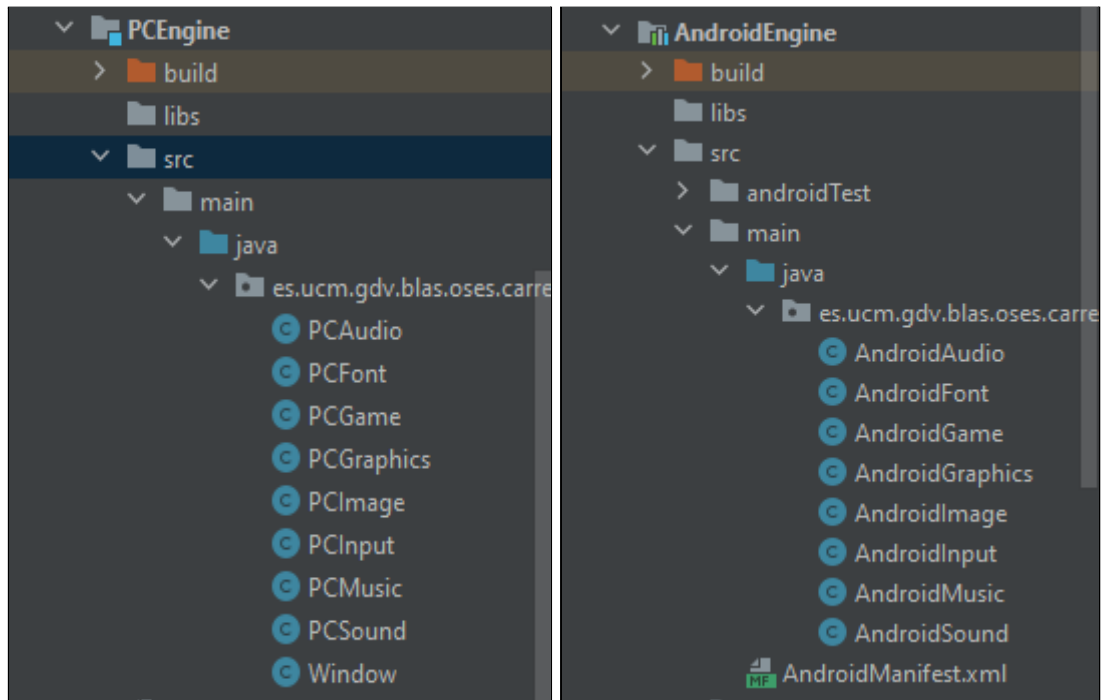 PCEngine
build
libs
src
main
java
es.ucm.gdv.blas.oses.carre
PCAudio
PCFont
PCGame
PCGraphics
PCImage
PCInput
PCMusic
PCSound
Window
AndroidEngine
build
libs
src
androidTest
main
java
es.ucm.gdv.blas.oses.carre
AndroidAudio
AndroidFont
AndroidGame
AndroidGraphics
AndroidImage
AndroidInput
AndroidMusic
AndroidSound
AndroidManifest.xml